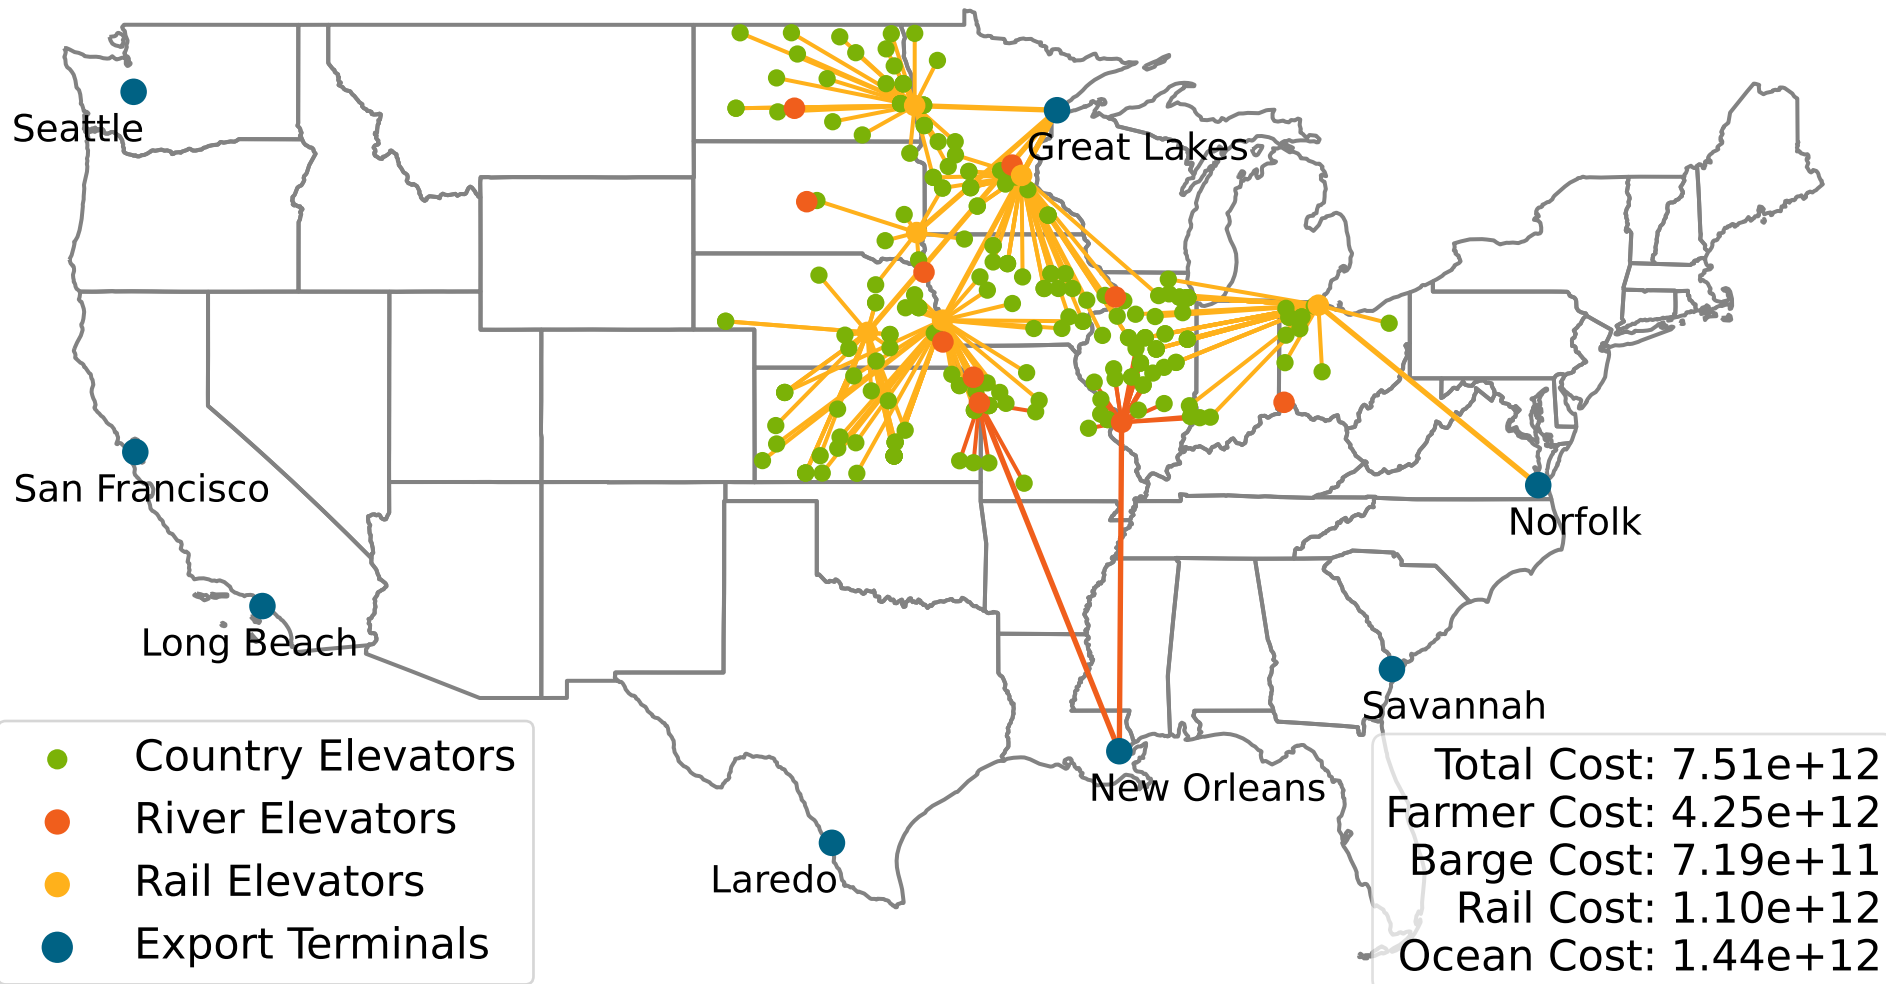 Seattle
Great Lakes
San Francisco
Norfolk
Long Beach
Savannah
New Orleans
Laredo
Country Elevators
River Elevators
Rail Elevators
Export Terminals
Total Cost: 7.51e+12
Farmer Cost: 4.25e+12
Barge Cost: 7.19e+11
Rail Cost: 1.10e+12
Ocean Cost: 1.44e+12